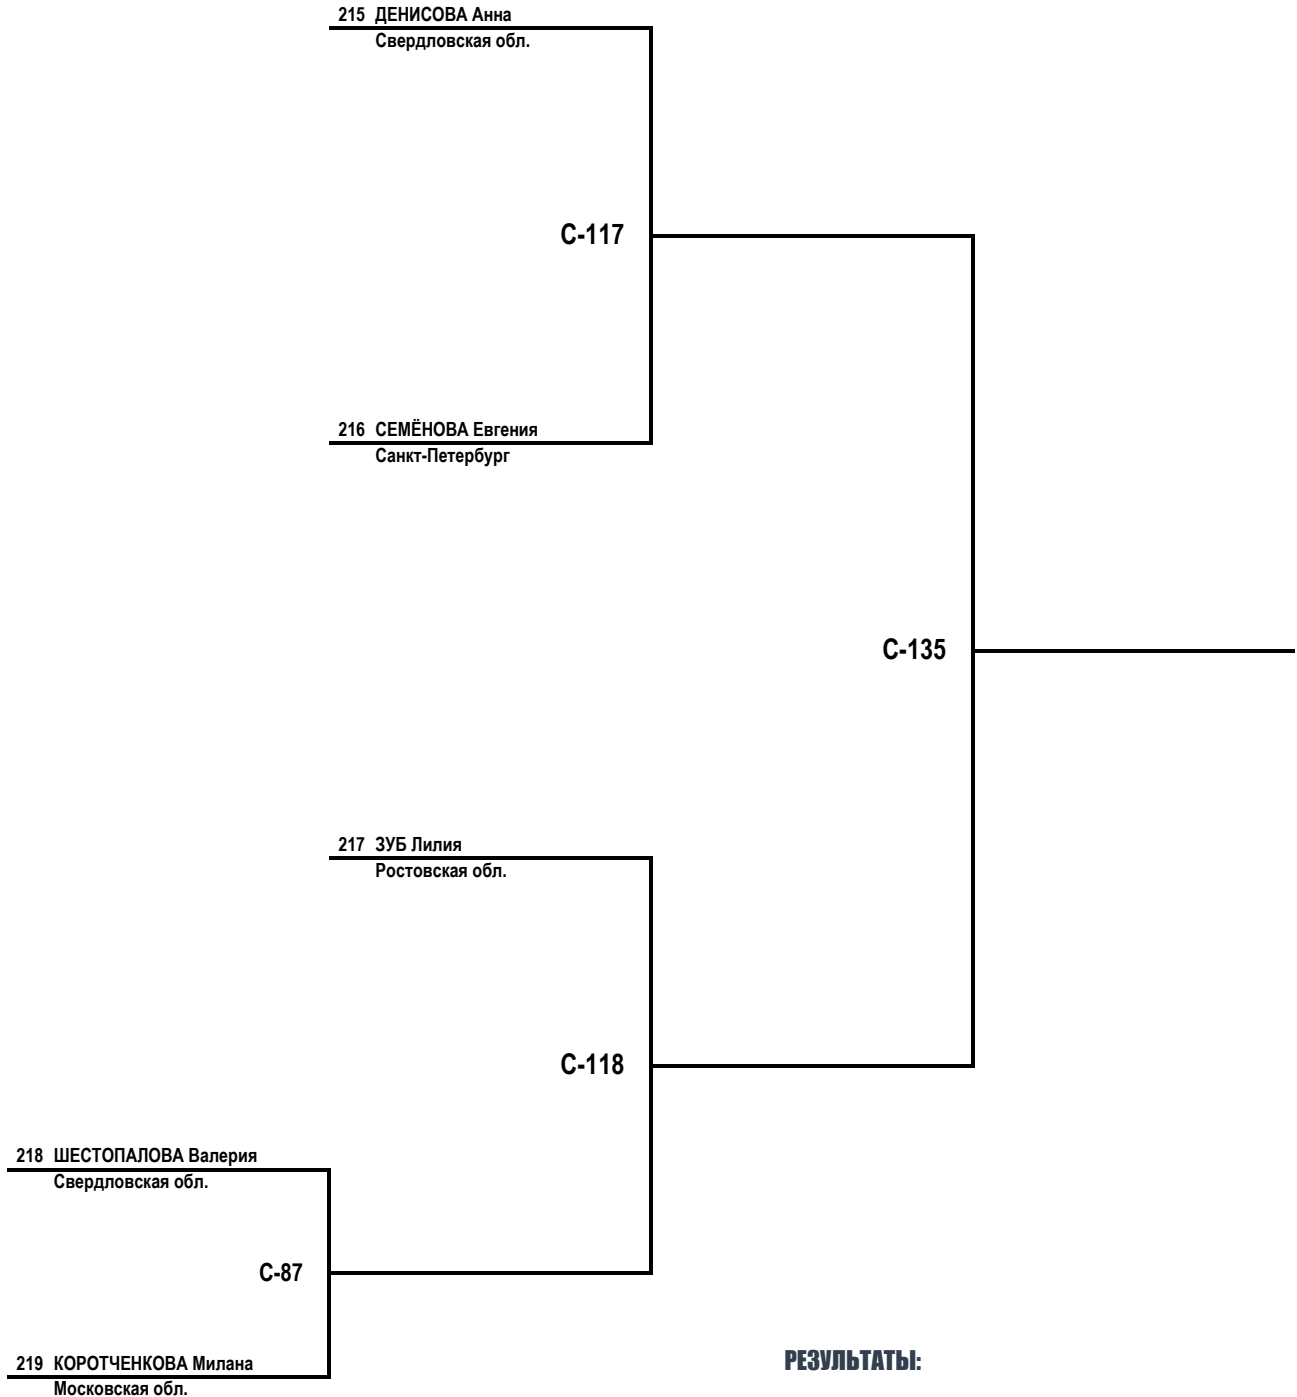 215 ДЕНИСОВА Анна
Свердловская обл.
С-117
216 СЕМЁНОВА Евгения
Санкт-Петербург
С-135
217 ЗУБ Лилия
Ростовская обл.
С-118
218 ШЕСТОПАЛОВА Валерия
Свердловская обл.
С-87
219 КОРОТЧЕНКОВА Милана
Московская обл.
РЕЗУЛЬТАТЫ: